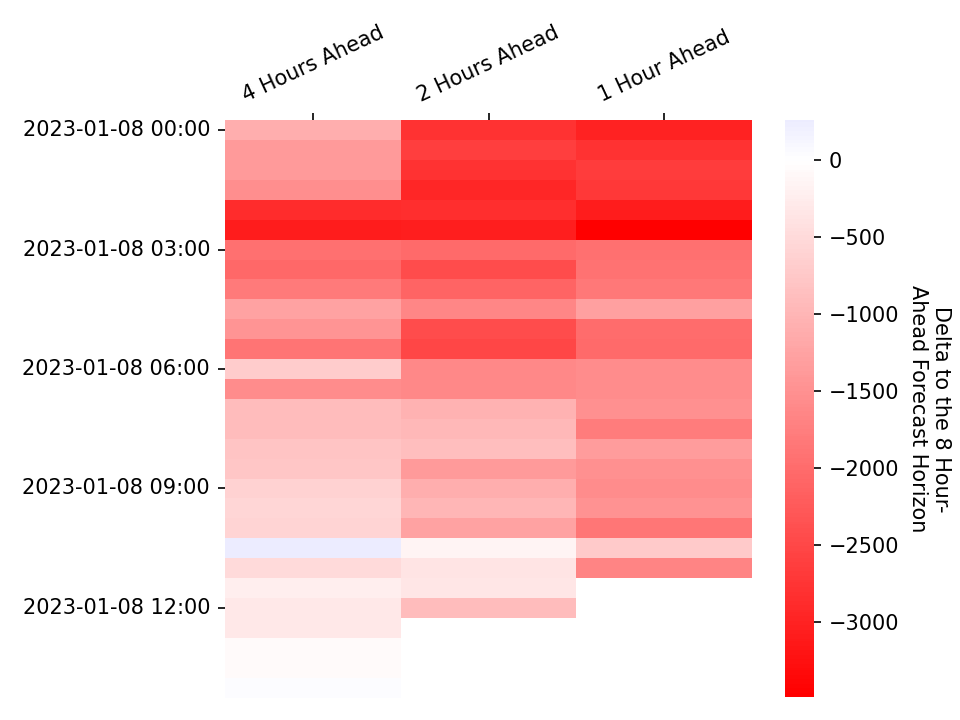 4 Hours Ahead
2 Hours Ahead
1 Hour Ahead
2023-01-08 00:00
2023-01-08 03:00
2023-01-08 06:00
2023-01-08 09:00
2023-01-08 12:00
0
−500
−1000
−1500
−2000
−2500
−3000
Delta to the 8 Hour-
Ahead Forecast Horizon